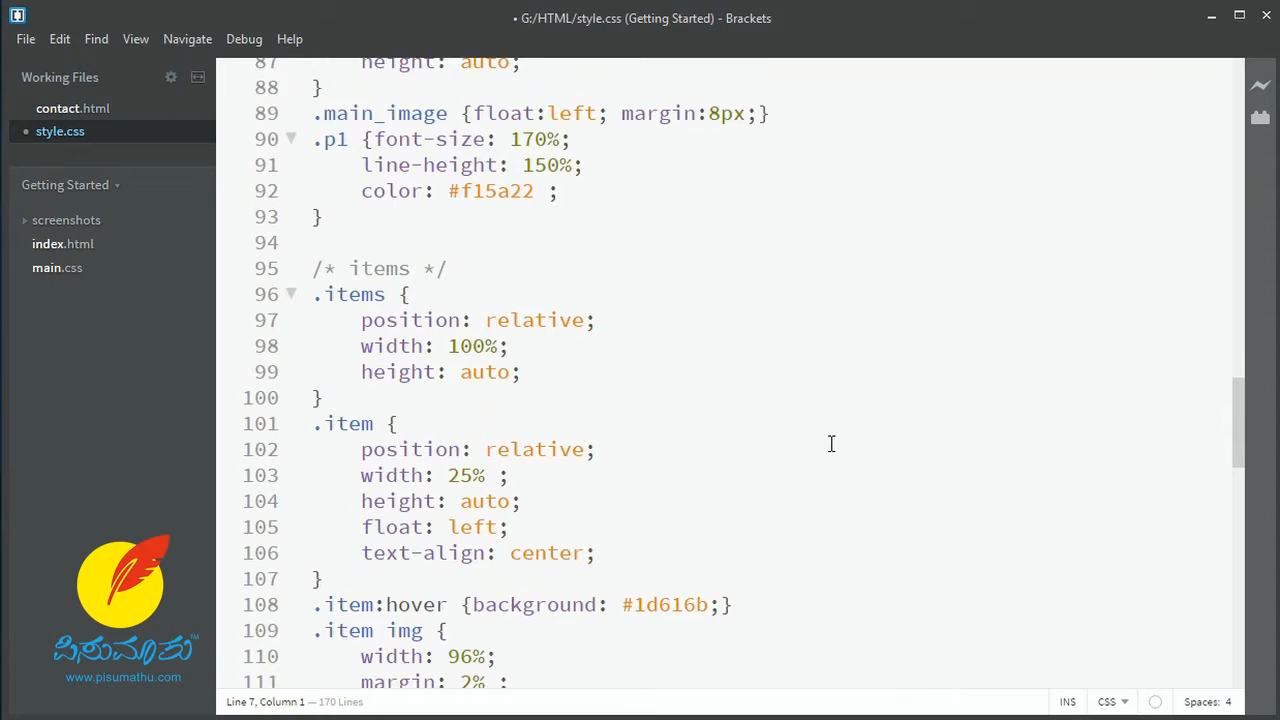 • G:/HTML/style.css (Getting Started) - Brackets
File Edit Find View Navigate Debug Help
Working Files
contact.html
• style.css
Getting Started
screenshots
index.html
main.css
ಪಿಸುಮಾತು™
www.pisumathu.com
87 height: auto;
88 }
89 .main_image {float:left; margin:8px;}
90 .p1 {font-size: 170%;
91 line-height: 150%;
92 color: #f15a22 ;
93 }
94
95 /* items */
96 .items {
97 position: relative;
98 width: 100%;
99 height: auto;
100 }
101 .item {
102 position: relative;
103 width: 25% ;
104 height: auto;
105 float: left;
106 text-align: center;
107 }
108 .item:hover {background: #1d616b;}
109 .item img {
110 width: 96%;
111 margin: 2% ;
Line 7, Column 1 — 170 Lines
INS CSS Spaces: 4